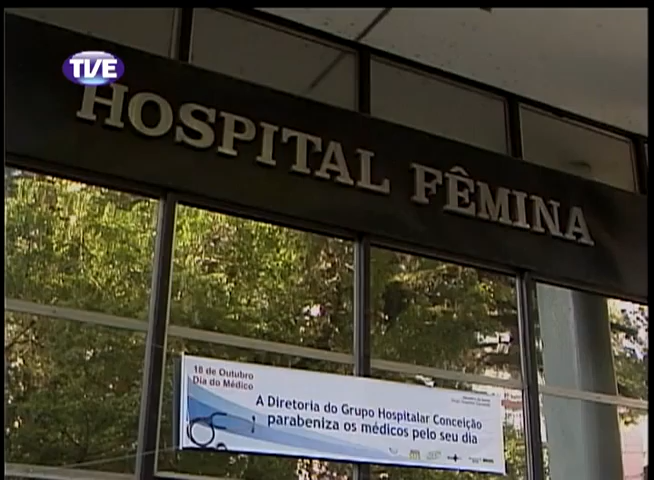 TVE
HOSPITAL FÊMINA
18 de Outubro
Dia do Médico
A Diretoria do Grupo Hospitalar Conceição
parabeniza os médicos pelo seu dia